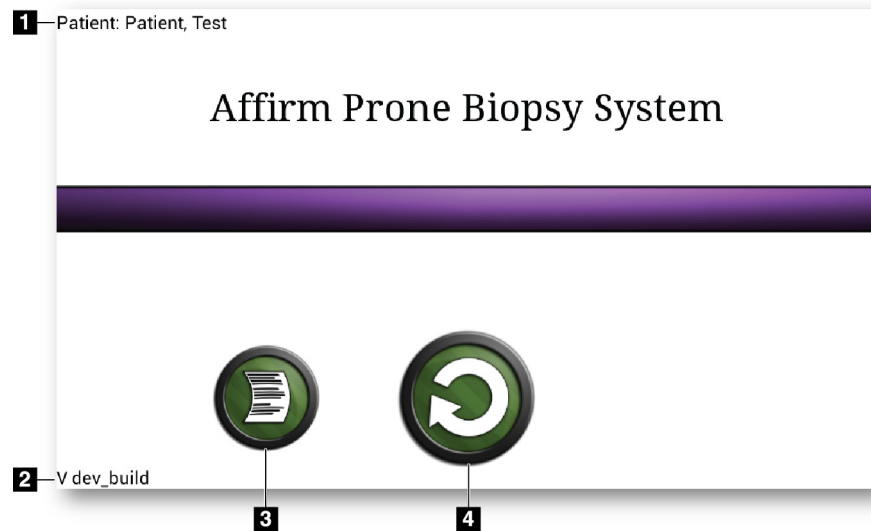 1 Patient: Patient, Test
Affirm Prone Biopsy System
2 V dev_build
3 4